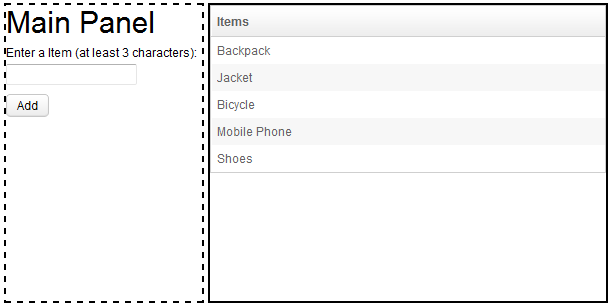 Main Panel
Enter a Item (at least 3 characters):
Add
Items
Backpack
Jacket
Bicycle
Mobile Phone
Shoes